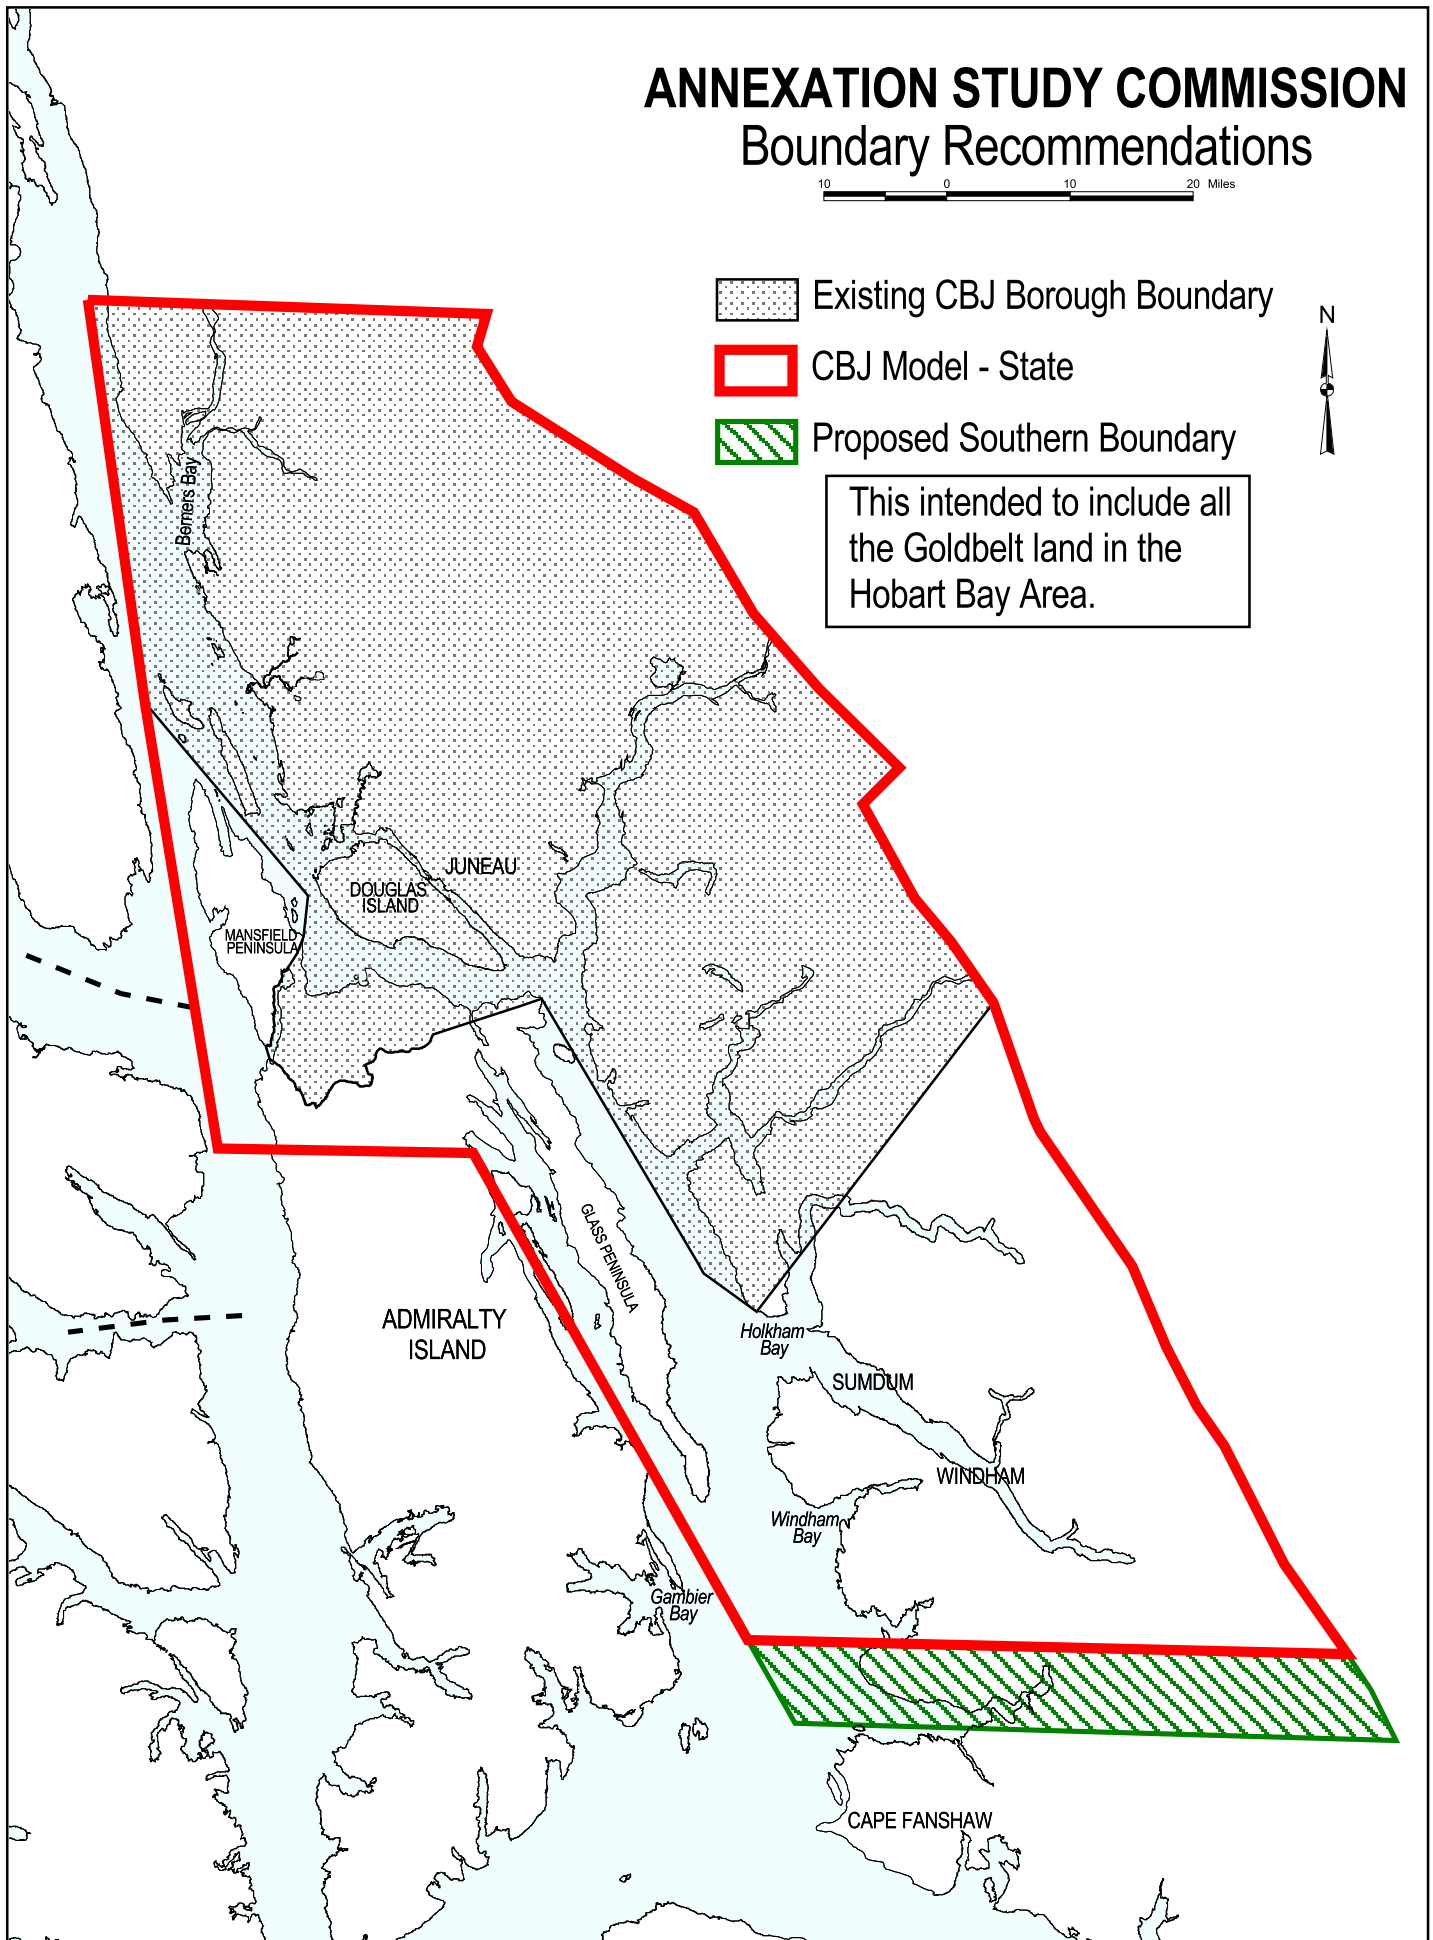 ANNEXATION STUDY COMMISSION
Boundary Recommendations
10 0 10 20 Miles
Existing CBJ Borough Boundary
N
CBJ Model - State
Proposed Southern Boundary
This intended to include all
the Goldbelt land in the
Hobart Bay Area.
Berners Bay
JUNEAU
DOUGLAS
ISLAND
MANSFIELD
PENINSULA
GLASS PENINSULA
ADMIRALTY
ISLAND
Holkham
Bay
SUMDUM
WINDHAM
Windham
Bay
Gambier
Bay
CAPE FANSHAW